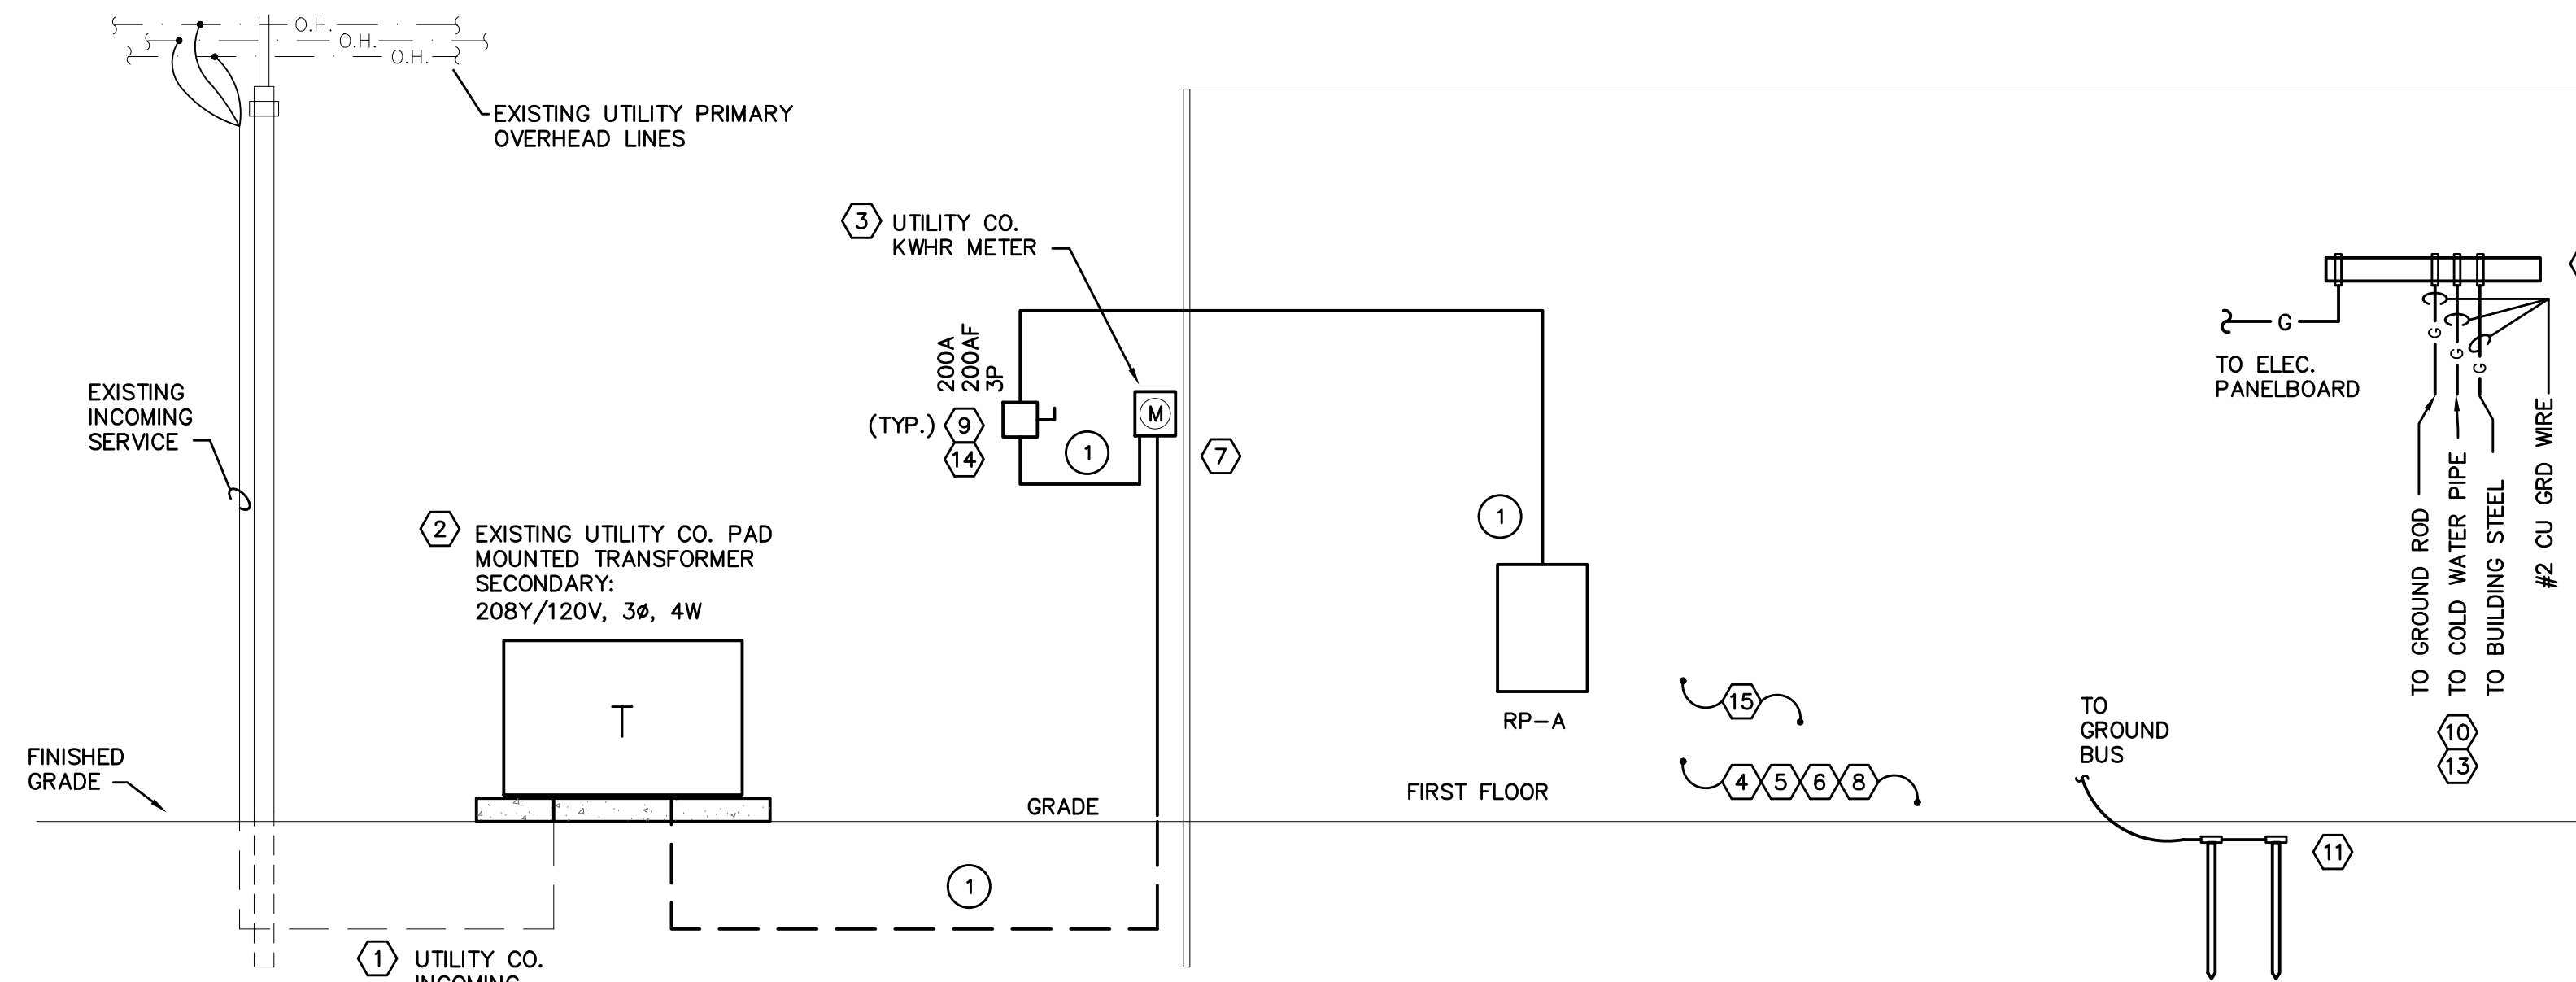 O.H.
O.H.
O.H.
EXISTING UTILITY PRIMARY
OVERHEAD LINES
3
UTILITY CO.
KWHR METER
200A
200AF
3P
(TYP.)
9
14
1
M
7
EXISTING
INCOMING
SERVICE
2
EXISTING UTILITY CO. PAD
MOUNTED TRANSFORMER
SECONDARY:
208Y/120V, 3ø, 4W
T
1
RP-A
FINISHED
GRADE
GRADE
FIRST FLOOR
15
4
5
6
8
1
1
UTILITY CO.
INCOMING
G
TO ELEC.
PANELBOARD
G
G
G
TO GROUND ROD
TO COLD WATER PIPE
TO BUILDING STEEL
#2 CU GRD WIRE
10
13
TO
GROUND
BUS
11